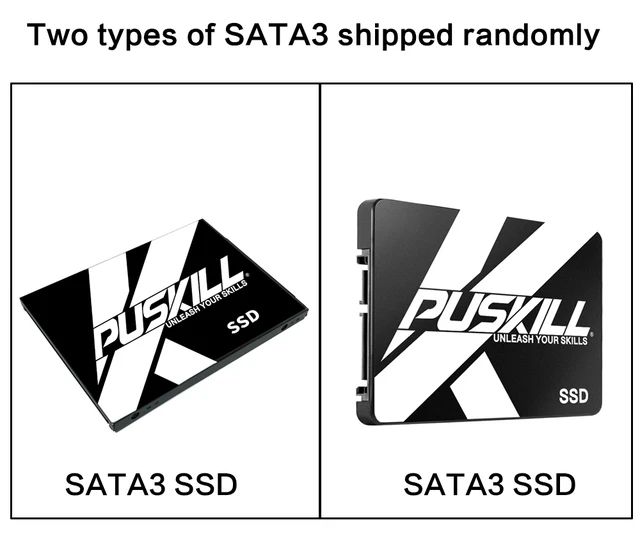 Two types of SATA3 shipped randomly
PUSKILL®
UNLEASH YOUR SKILLS
SSD
SATA3 SSD
PUSKILL®
UNLEASH YOUR SKILLS
SSD
SATA3 SSD